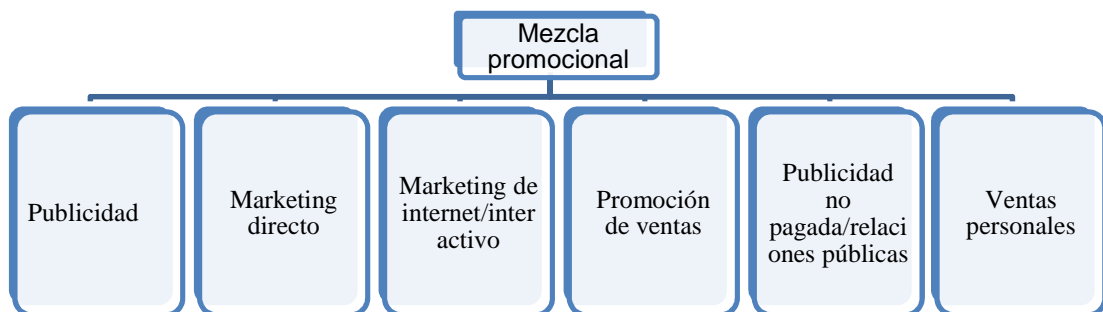 Mezcla
promocional
Publicidad
Marketing
directo
Marketing de
internet/inter
activo
Promoción
de ventas
Publicidad
no
pagada/relaci
ones públicas
Ventas
personales